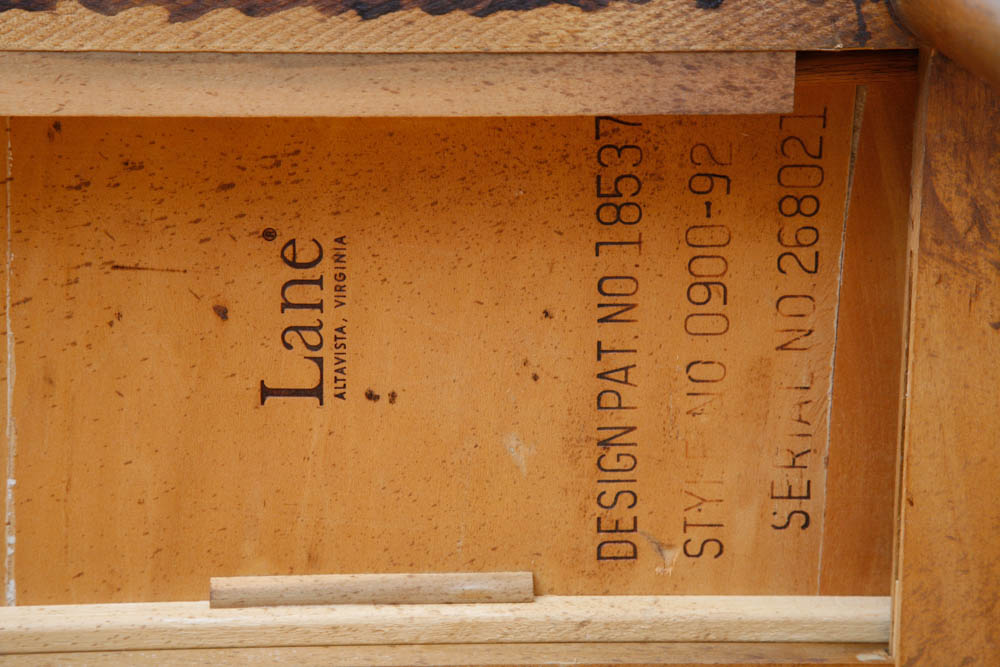 Lane®
ALTAVISTA, VIRGINIA
DESIGN PAT. NO. 18537
STYLE NO 0900-92
SERIAL NO. 268021